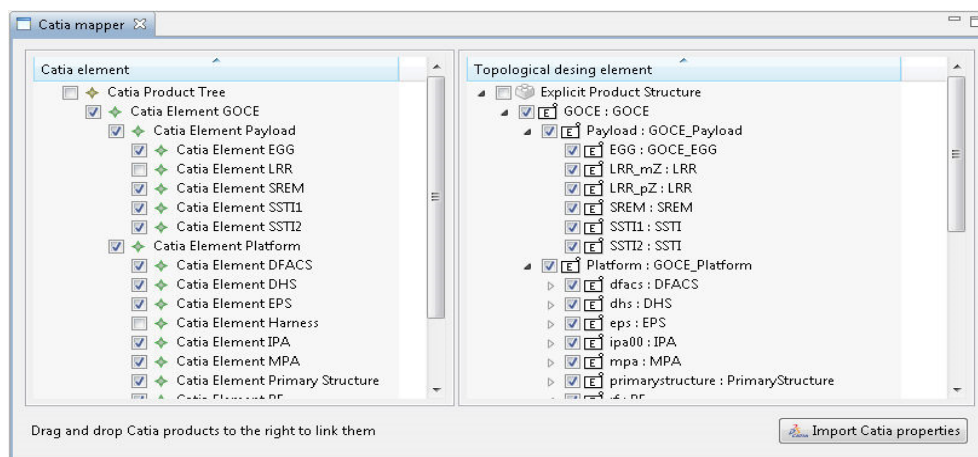 Catia mapper
Catia element
Catia Product Tree
Catia Element GOCE
Catia Element Payload
Catia Element EGG
Catia Element LRR
Catia Element SREM
Catia Element SSTI1
Catia Element SSTI2
Catia Element Platform
Catia Element DFACS
Catia Element DHS
Catia Element EPS
Catia Element Harness
Catia Element IPA
Catia Element MPA
Catia Element Primary Structure
Catia Element
Topological desing element
Explicit Product Structure
GOCE : GOCE
Payload : GOCE_Payload
EGG : GOCE_EGG
LRR_mZ : LRR
LRR_pZ : LRR
SREM : SREM
SSTI1 : SSTI
SSTI2 : SSTI
Platform : GOCE_Platform
dfacs : DFACS
dhs : DHS
eps : EPS
ipa00 : IPA
mpa : MPA
primarystructure : PrimaryStructure
Drag and drop Catia products to the right to link them
Import Catia properties